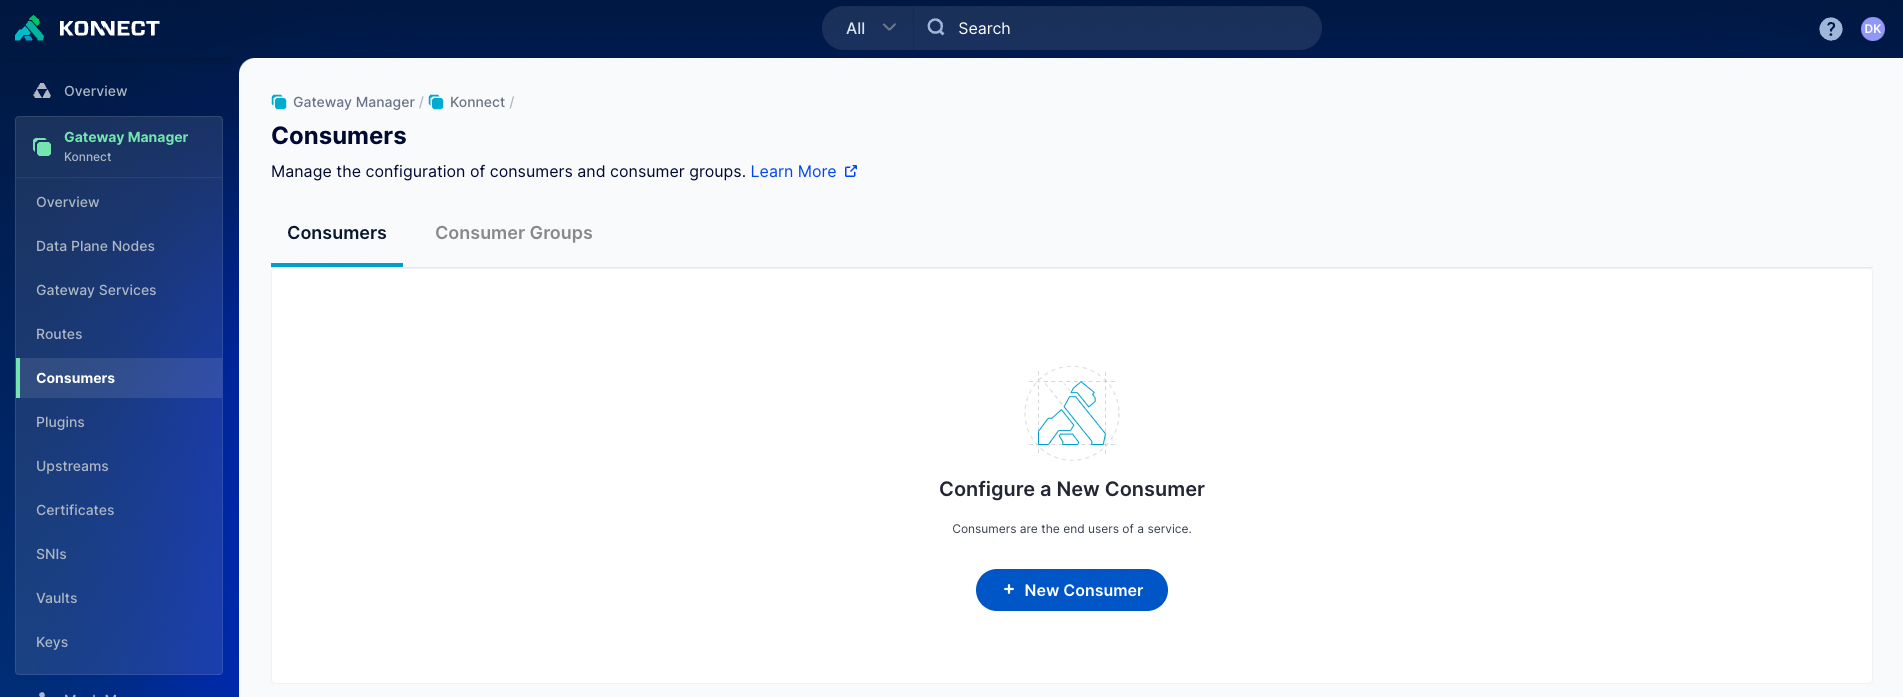 KONNECT
All
Search
?
DK
Overview
Gateway Manager
Konnect
Overview
Data Plane Nodes
Gateway Services
Routes
Consumers
Plugins
Upstreams
Certificates
SNIs
Vaults
Keys
Gateway Manager / Konnect /
Consumers
Manage the configuration of consumers and consumer groups. Learn More
Consumers Consumer Groups
Configure a New Consumer
Consumers are the end users of a service.
+ New Consumer